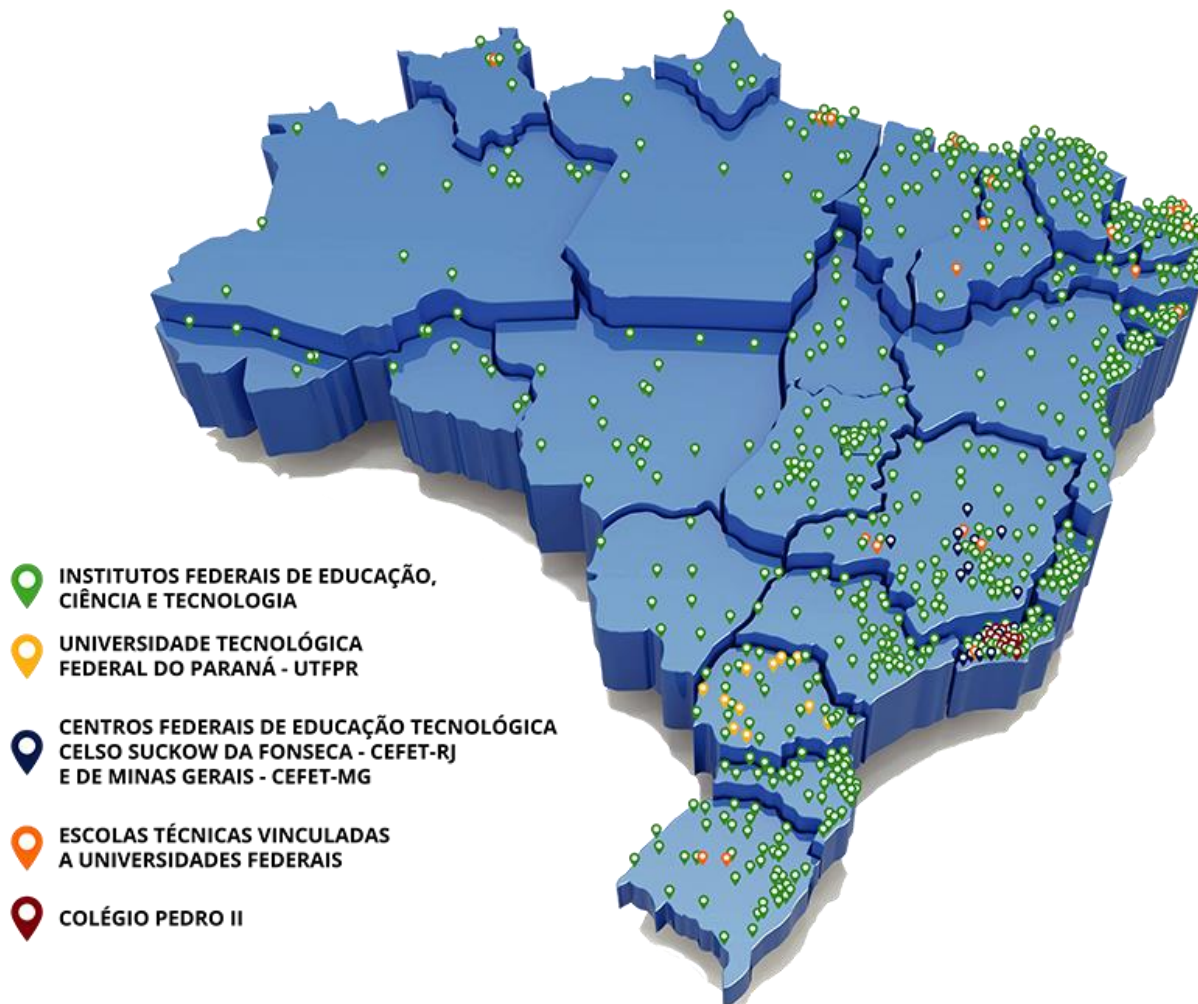 INSTITUTOS FEDERAIS DE EDUCAÇÃO,
CIÊNCIA E TECNOLOGIA
UNIVERSIDADE TECNOLÓGICA
FEDERAL DO PARANÁ - UTFPR
CENTROS FEDERAIS DE EDUCAÇÃO TECNOLÓGICA
CELSO SUCKOW DA FONSECA - CEFET-RJ
E DE MINAS GERAIS - CEFET-MG
ESCOLAS TÉCNICAS VINCULADAS
A UNIVERSIDADES FEDERAIS
COLÉGIO PEDRO II